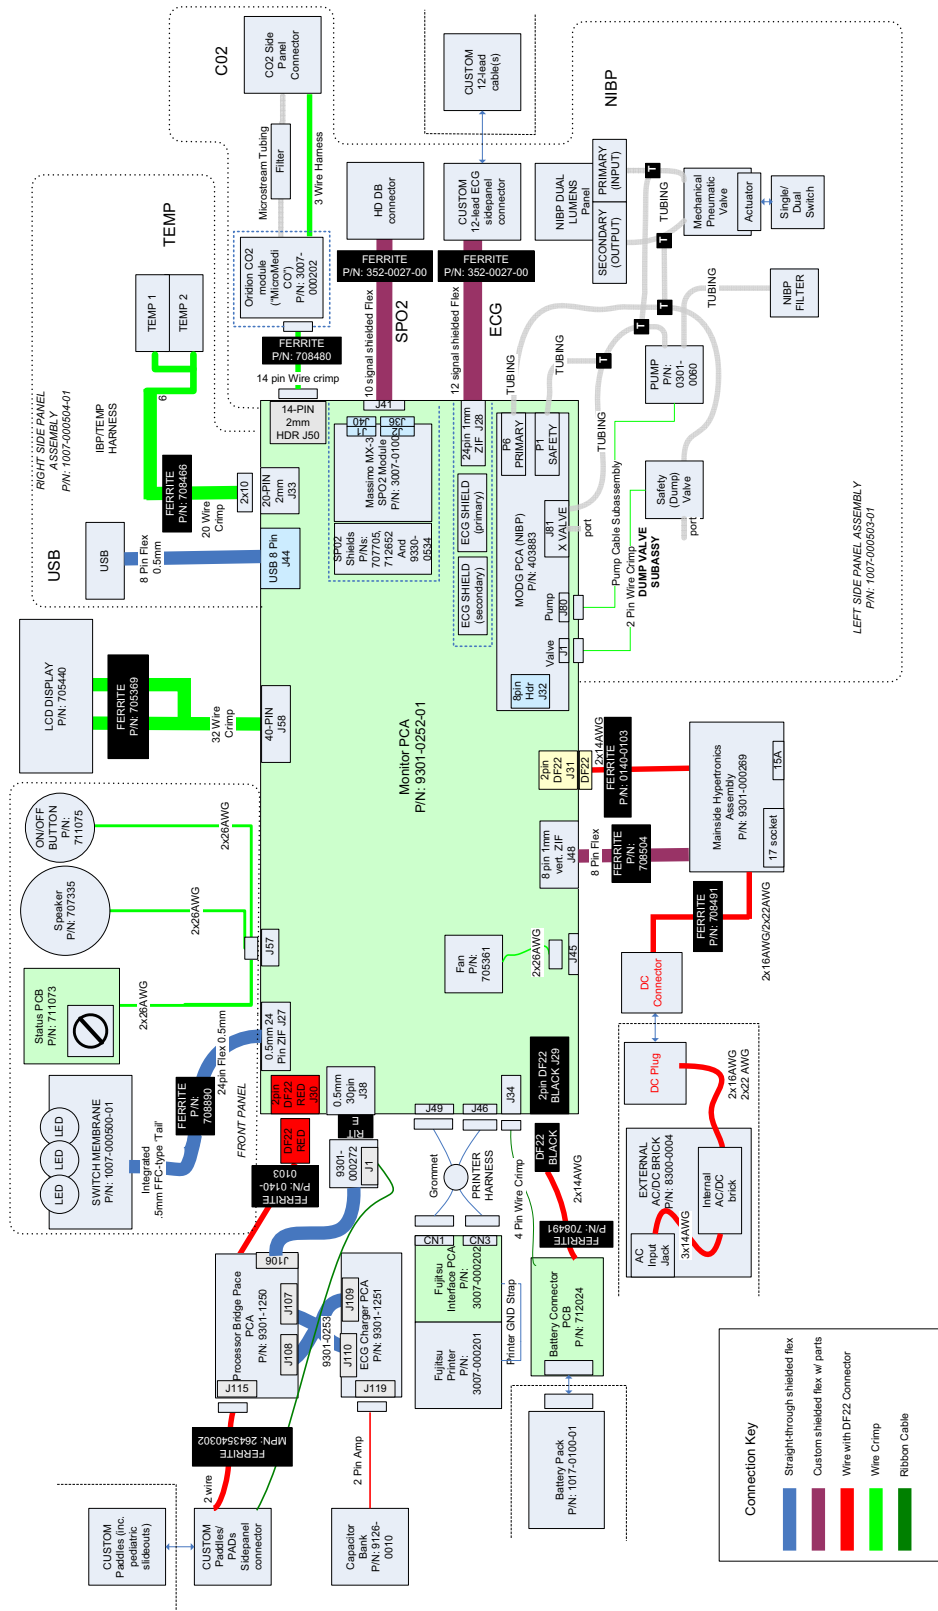 CUSTOM
Paddles (inc.
pediatric
slideouts)
CUSTOM
Paddles/
PADs
Sidepanel
connector
2 wire
FERRITE
MPN: 2643540302
Capacitor
Bank
P/N: 9126-
0010
2 Pin Amp
J115
Processor Bridge Pace
PCA
P/N: 9301-1250
J106
J107
J108
9301-0253
J109
J110
ECG Charger PCA
P/N: 9301-1251
J119
FERRITE
P/N: 0140-
0103
DF22
RED
2pin
DF22
RED
J30
0.5mm
30pin
J38
RIT
E
9301-
000272
J1
LED
LED
LED
SWITCH MEMBRANE
P/N: 1007-000500-01
Integrated
.5mm FFC-type 'Tail'
FERRITE
P/N:
708890
24pin Flex 0.5mm
0.5mm 24
Pin ZIF J27
FRONT PANEL
Status PCB
P/N: 711073
2x26AWG
Speaker
P/N: 707335
2x26AWG
ON/OFF
BUTTON
P/N:
711075
2x26AWG
J57
LCD DISPLAY
P/N: 705440
FERRITE
P/N: 705369
32 Wire
Crimp
40-PIN
J58
USB
USB
8 Pin Flex
0.5mm
USB 8 Pin
J44
RIGHT SIDE PANEL
ASSEMBLY
P/N: 1007-000504-01
IBP/TEMP
HARNESS
TEMP
TEMP 1
TEMP 2
6
FERRITE
P/N: 708466
20 Wire
Crimp
2x10
20-PIN
2mm
J33
C02
CO2 Side
Panel
Connector
Microstream Tubing
Filter
3 Wire Harness
Oridion CO2
module
("MicroMedi
CO")
P/N: 3007-
000202
FERRITE
P/N: 708480
14 pin Wire crimp
14-PIN
2mm
HDR J50
Monitor PCA
P/N: 9301-0252-01
SP02
Shields
P/Ns:
707705,
712652
And
9330-
0534
Massimo MX-3
SPO2 Module
P/N: 3007-0100
J1
J40
J2
J36
J41
10 signal shielded Flex
FERRITE
P/N: 352-0027-00
SPO2
HD DB
connector
ECG SHIELD
(secondary)
ECG SHIELD
(primary)
24pin 1mm
ZIF J28
12 signal shielded Flex
FERRITE
P/N: 352-0027-00
ECG
CUSTOM
12-lead ECG
sidepanel
connector
CUSTOM
12-lead
cable(s)
MODG PCA (NIBP)
P/N: 403883
8pin
Hdr
J32
Valve
J1
Pump
J80
J81
X VALVE
P6
PRIMARY
P1
SAFETY
TUBING
TUBING
TUBING
port
Pump Cable Subassembly
2 Pin Wire Crimp
DUMP VALVE
SUBASSY
NIBP
NIBP DUAL
LUMENS
Panel
SECONDARY
(OUTPUT)
PRIMARY
(INPUT)
TUBING
T
T
T
T
T
Mechanical
Pneumatic
Valve
Actuator
Single/
Dual
Switch
PUMP
P/N:
0301-
0060
TUBING
NIBP
FILTER
Safety
(Dump)
Valve
port
LEFT SIDE PANEL ASSEMBLY
P/N: 1007-000503-01
2pin
DF22
J31
DF22
2x14AWG
FERRITE
P/N: 0140-0103
8 pin 1mm
vert. ZIF
J48
8 Pin Flex
FERRITE
P/N:
708504
Mainside Hypertronics
Assembly
P/N: 9301-000269
17 socket
15A
FERRITE
P/N: 708491
2x16AWG/2x22AWG
DC
Connector
DC Plug
2x16AWG
2x22 AWG
EXTERNAL
AC/DC BRICK
P/N: 8300-0004
AC
Input
Jack
3x14AWG
Internal
AC/DC
brick
Fan
P/N:
705361
2x26AWG
J45
J49
J46
J34
2pin DF22
BLACK J29
DF22
BLACK
2x14AWG
FERRITE
P/N: 708491
Grommet
PRINTER
HARNESS
4 Pin Wire Crimp
CN1
CN3
Fujitsu
Interface PCA
P/N:
3007-000202
Fujitsu
Printer
P/N:
3007-000201
Printer GND Strap
Battery Connector
PCB
P/N: 712024
Battery Pack
P/N: 1017-0100-01
Connection Key
Straight-through shielded flex
Custom shielded flex w/ parts
Wire with DF22 Connector
Wire Crimp
Ribbon Cable